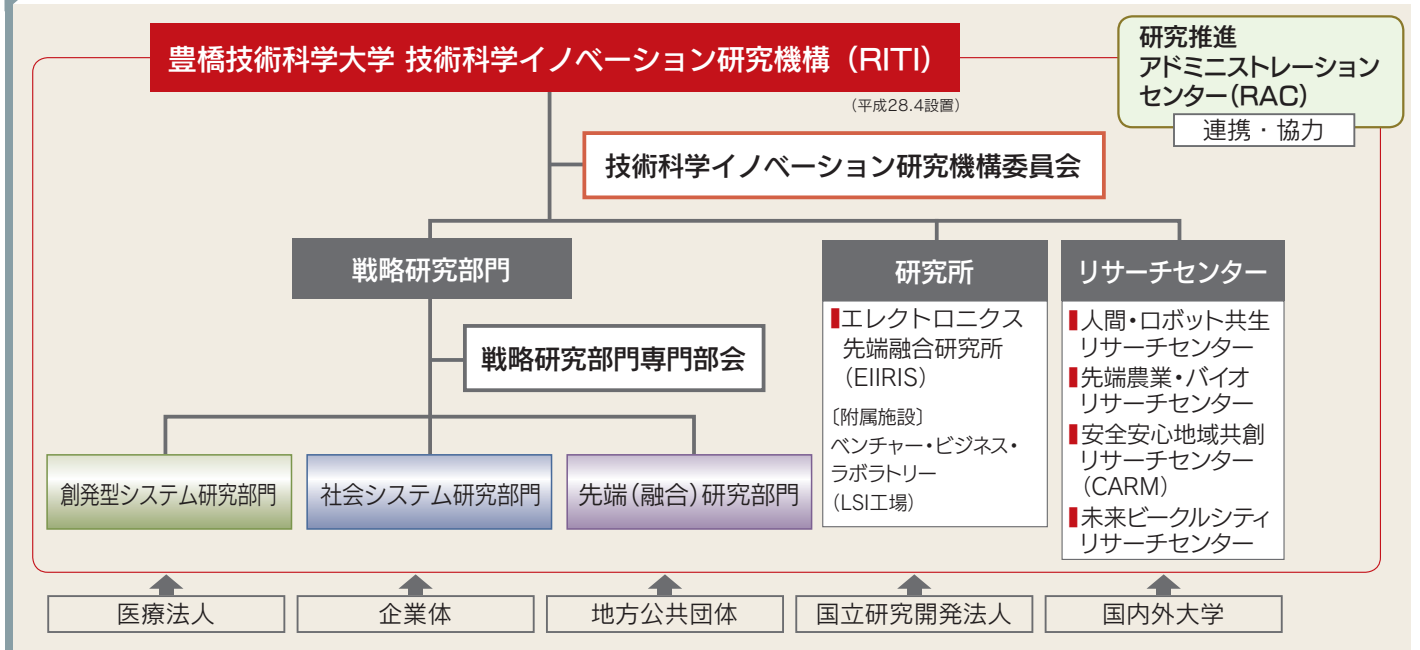 豊橋技術科学大学 技術科学イノベーション研究機構（RITI）
（平成28.4設置）
研究推進
アドミニストレーション
センター（RAC）
連携・協力
技術科学イノベーション研究機構委員会
戦略研究部門
戦略研究部門専門部会
創発型システム研究部門
社会システム研究部門
先端（融合）研究部門
研究所
▮エレクトロニクス
先端融合研究所
（EIIRIS）
〔附属施設〕
ベンチャー・ビジネス・
ラボラトリー
（LSI工場）
リサーチセンター
▮人間・ロボット共生
リサーチセンター
▮先端農業・バイオ
リサーチセンター
▮安全安心地域共創
リサーチセンター
（CARM）
▮未来ビークルシティ
リサーチセンター
医療法人
企業体
地方公共団体
国立研究開発法人
国内外大学